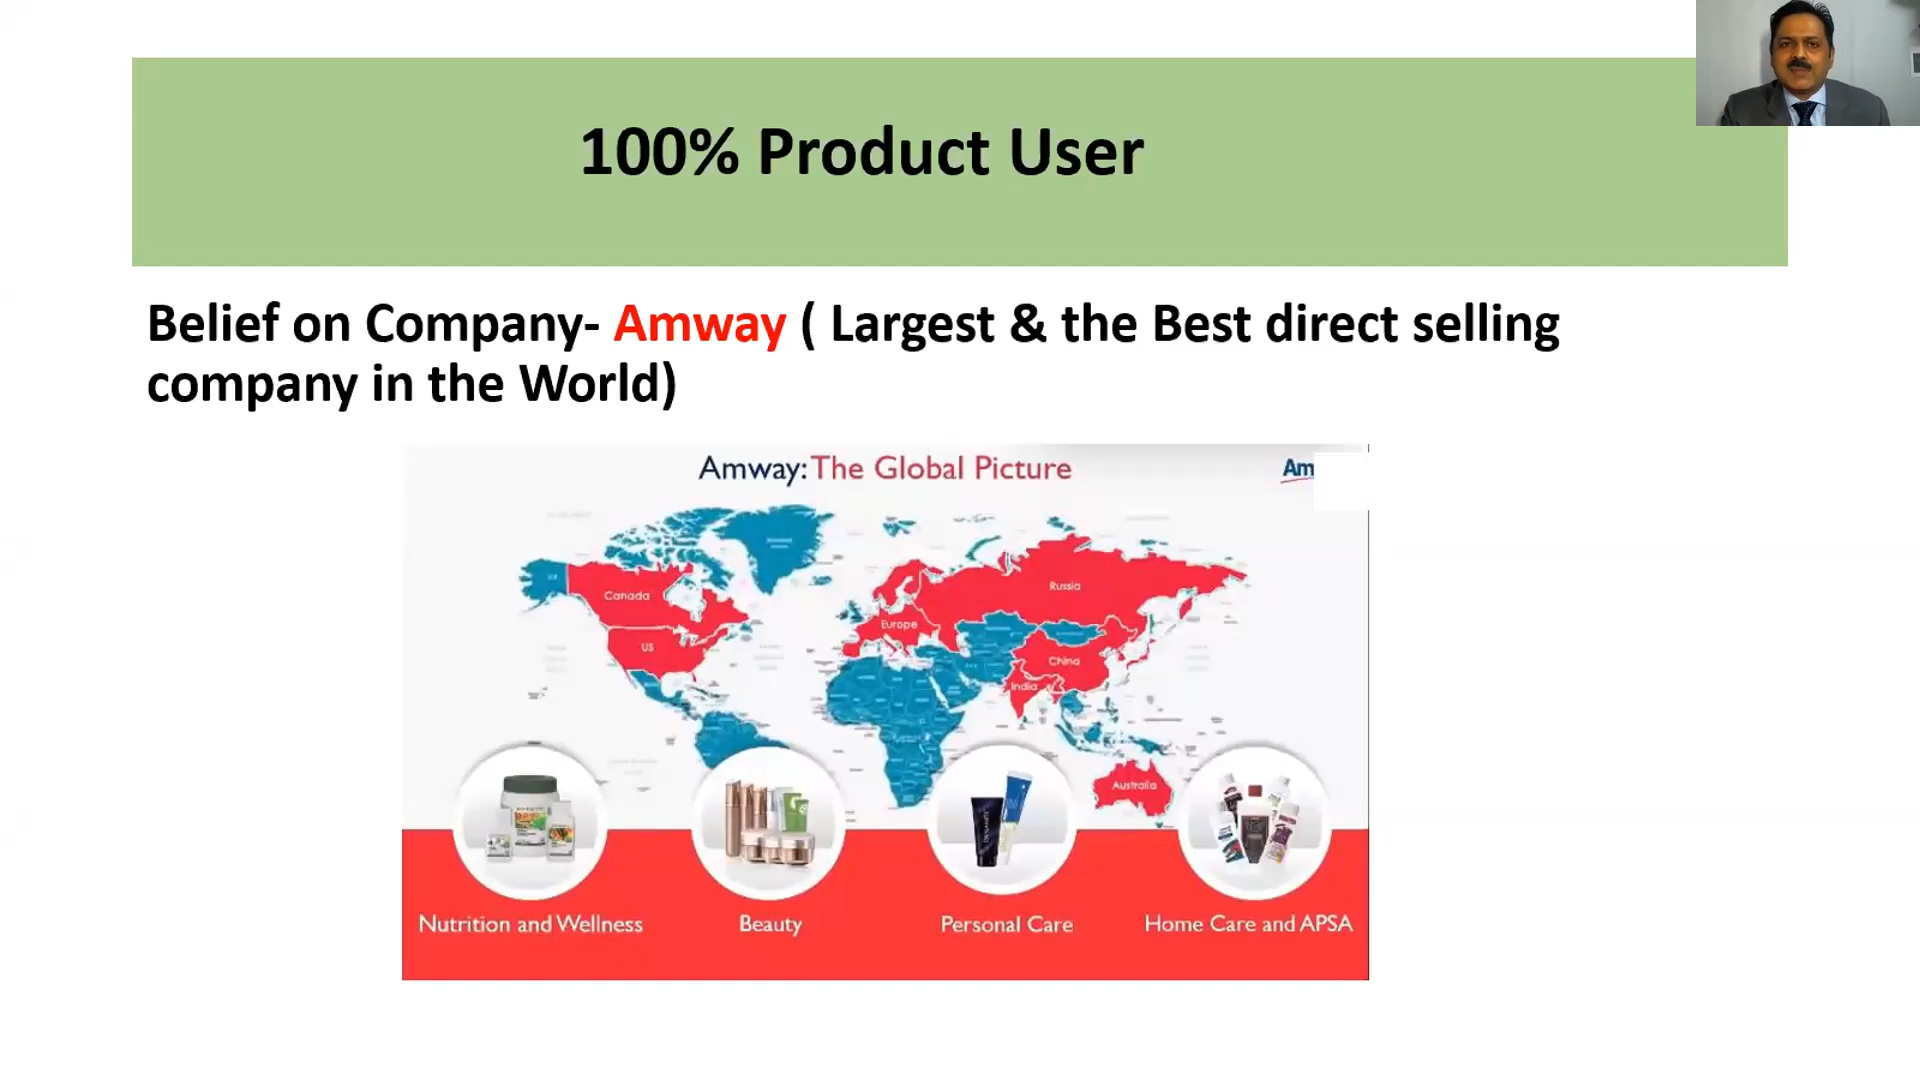 100% Product User
Belief on Company- Amway ( Largest & the Best direct selling
company in the World)
Amway: The Global Picture
Am
Canada
US
Russia
Europe
China
India
Australia
Nutrition and Wellness
Beauty
Personal Care
Home Care and APSA